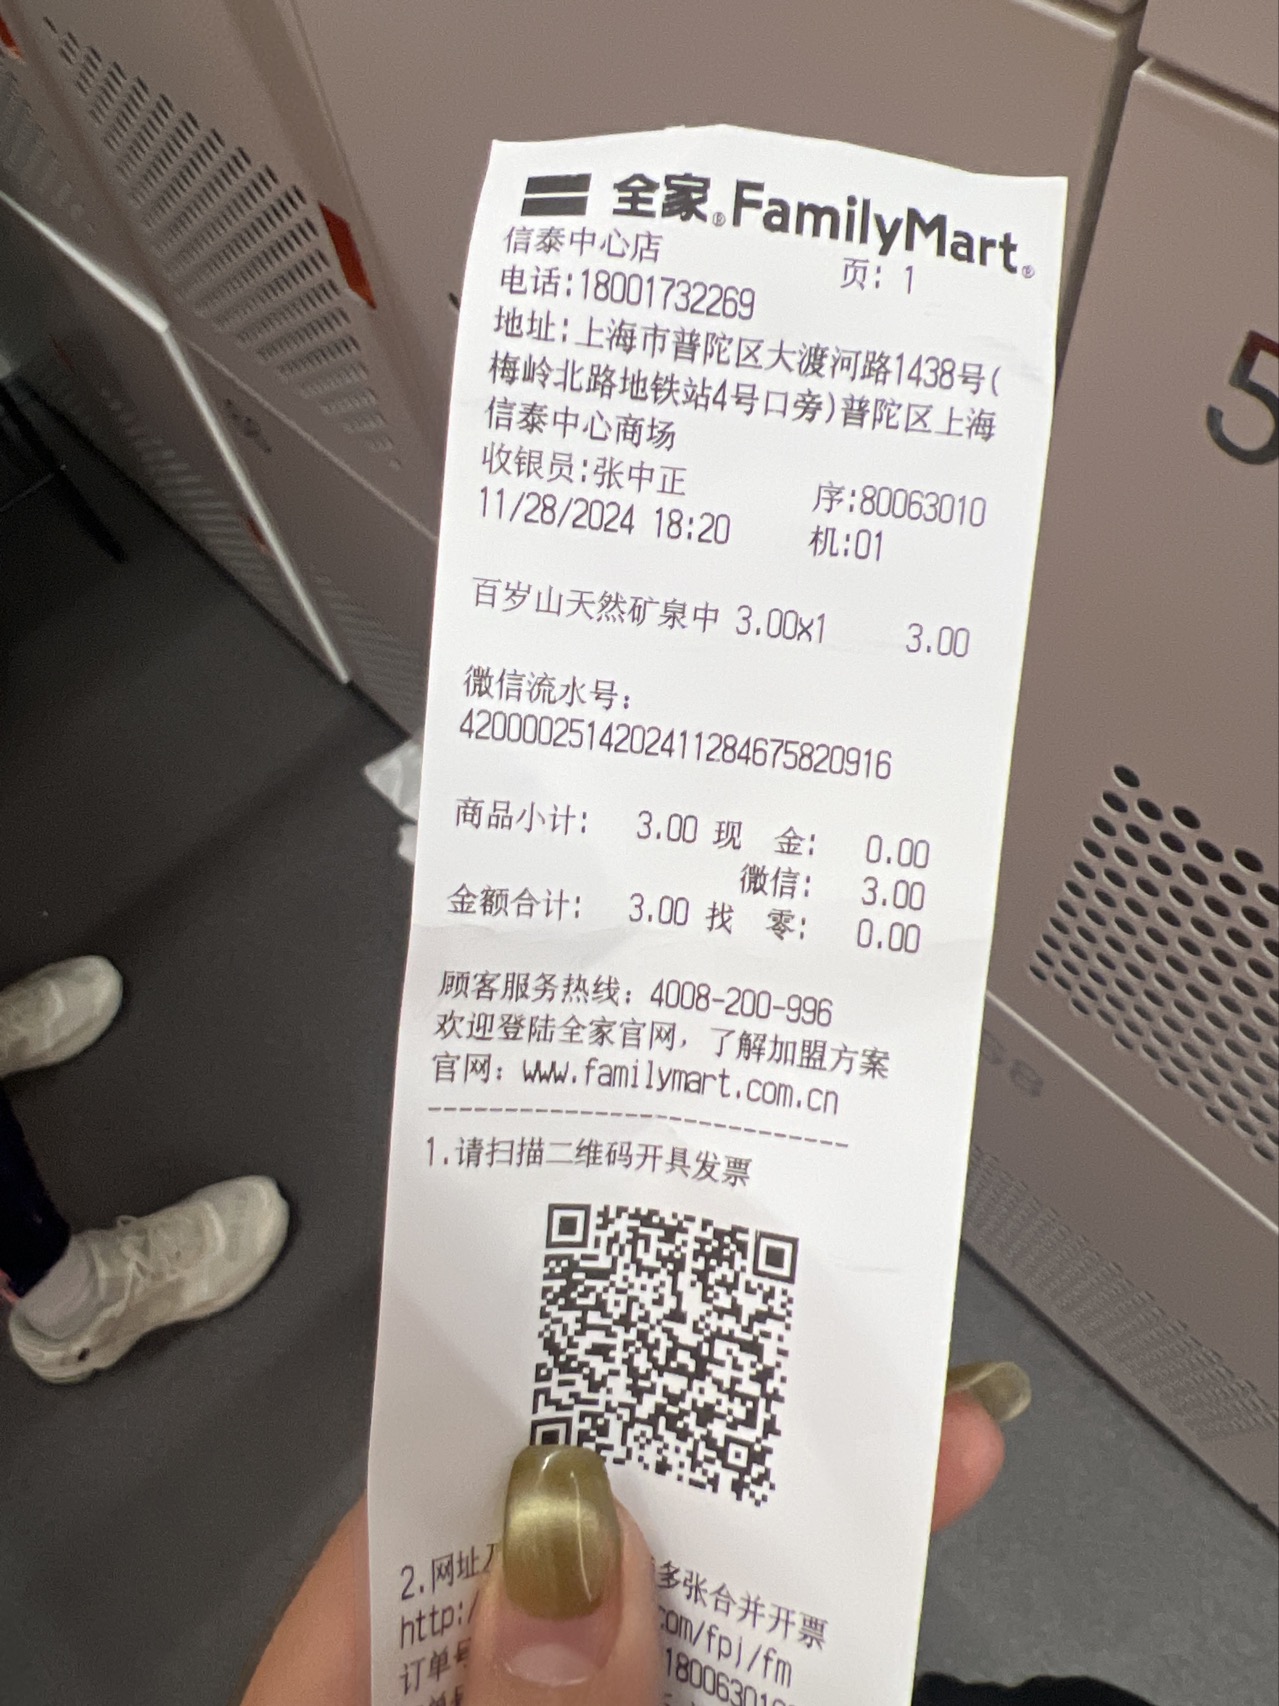 全家®FamilyMart®
信泰中心店 页: 1
电话:18001732269
地址:上海市普陀区大渡河路1438号(
梅岭北路地铁站4号口旁)普陀区上海
信泰中心商场
收银员:张中正 序:80063010
11/28/2024 18:20 机:01
百岁山天然矿泉中 3.00x1 3.00
微信流水号:
4200002514202411284675820916
商品小计: 3.00 现 金: 0.00
微信: 3.00
金额合计: 3.00 找 零: 0.00
顾客服务热线: 4008-200-996
欢迎登陆全家官网, 了解加盟方案
官网: www.familymart.com.cn
--------------------------
1.请扫描二维码开具发票
2.网址 多张合并开票
http:/ com/fpj/fm
订单号
5